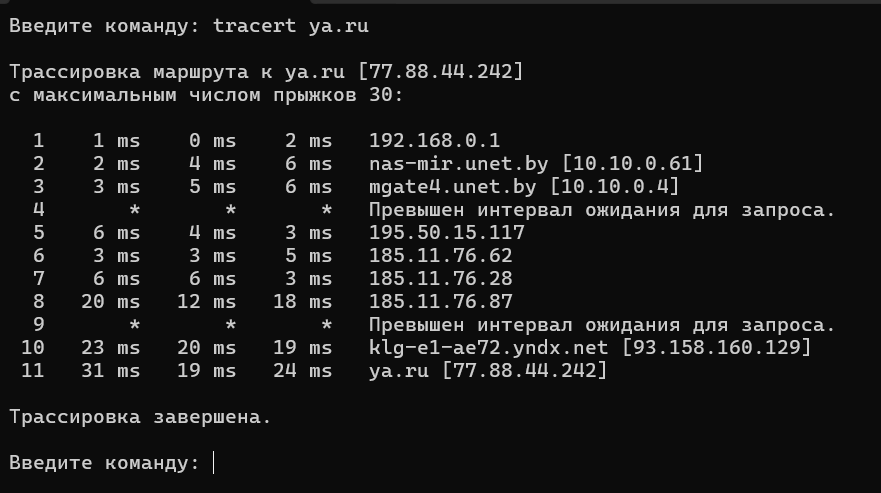 Введите команду: tracert ya.ru
Трассировка маршрута к ya.ru [77.88.44.242]
с максимальным числом прыжков 30:
1 1 ms 0 ms 2 ms 192.168.0.1
2 2 ms 4 ms 6 ms nas-mir.unet.by [10.10.0.61]
3 3 ms 5 ms 6 ms mgate4.unet.by [10.10.0.4]
4 * * * Превышен интервал ожидания для запроса.
5 6 ms 4 ms 3 ms 195.50.15.117
6 3 ms 3 ms 5 ms 185.11.76.62
7 6 ms 6 ms 3 ms 185.11.76.28
8 20 ms 12 ms 18 ms 185.11.76.87
9 * * * Превышен интервал ожидания для запроса.
10 23 ms 20 ms 19 ms klg-e1-ae72.yndx.net [93.158.160.129]
11 31 ms 19 ms 24 ms ya.ru [77.88.44.242]
Трассировка завершена.
Введите команду: